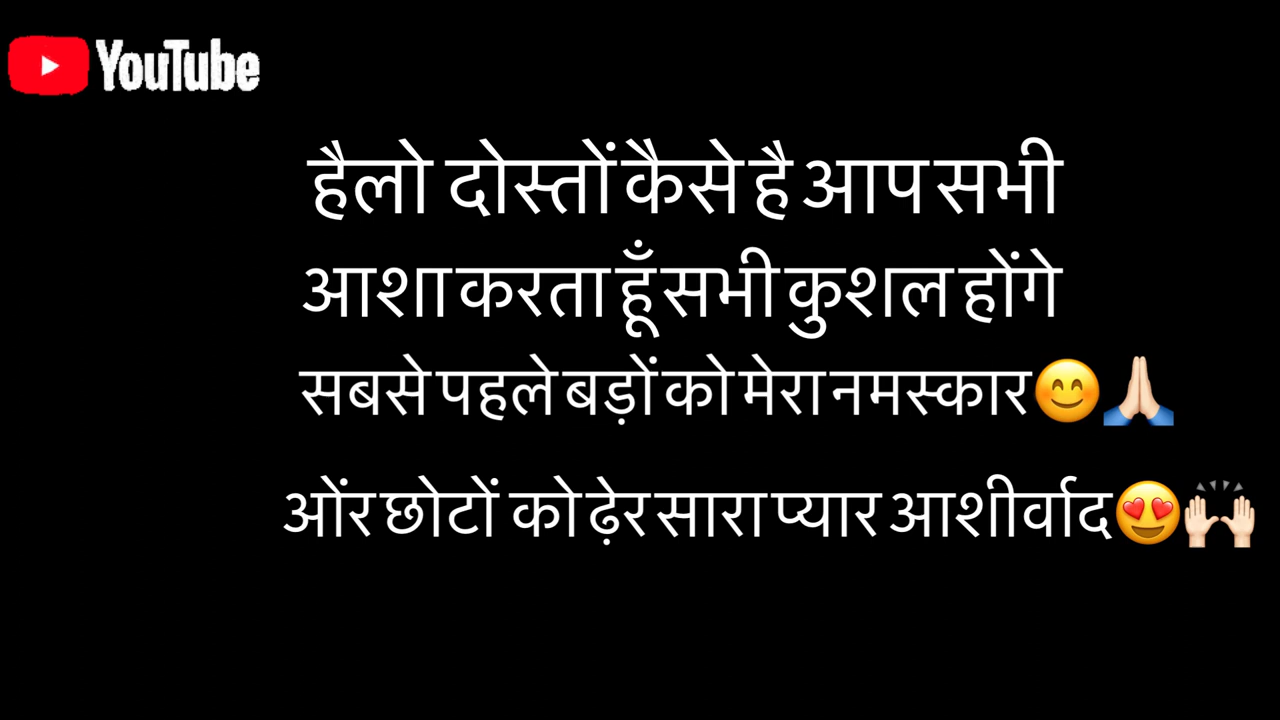 YouTube
हैलो दोस्तों कैसे है आप सभी
आशा करता हूँ सभी कुशल होंगे
सबसे पहले बड़ों को मेरा नमस्कार😊🙏🏻
ओंर छोटों को ढ़ेर सारा प्यार आशीर्वाद😍🙌🏻